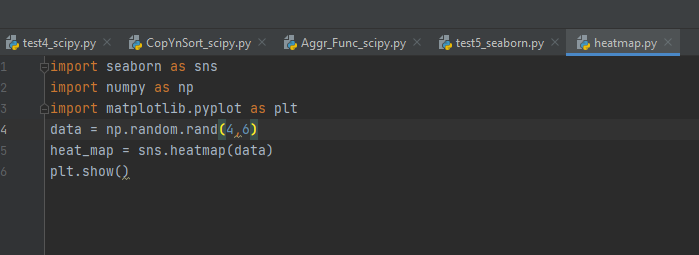 test4_scipy.py CopYnSort_scipy.py Aggr_Func_scipy.py test5_seaborn.py heatmap.py
1 import seaborn as sns
2 import numpy as np
3 import matplotlib.pyplot as plt
4 data = np.random.rand(4,6)
5 heat_map = sns.heatmap(data)
6 plt.show()